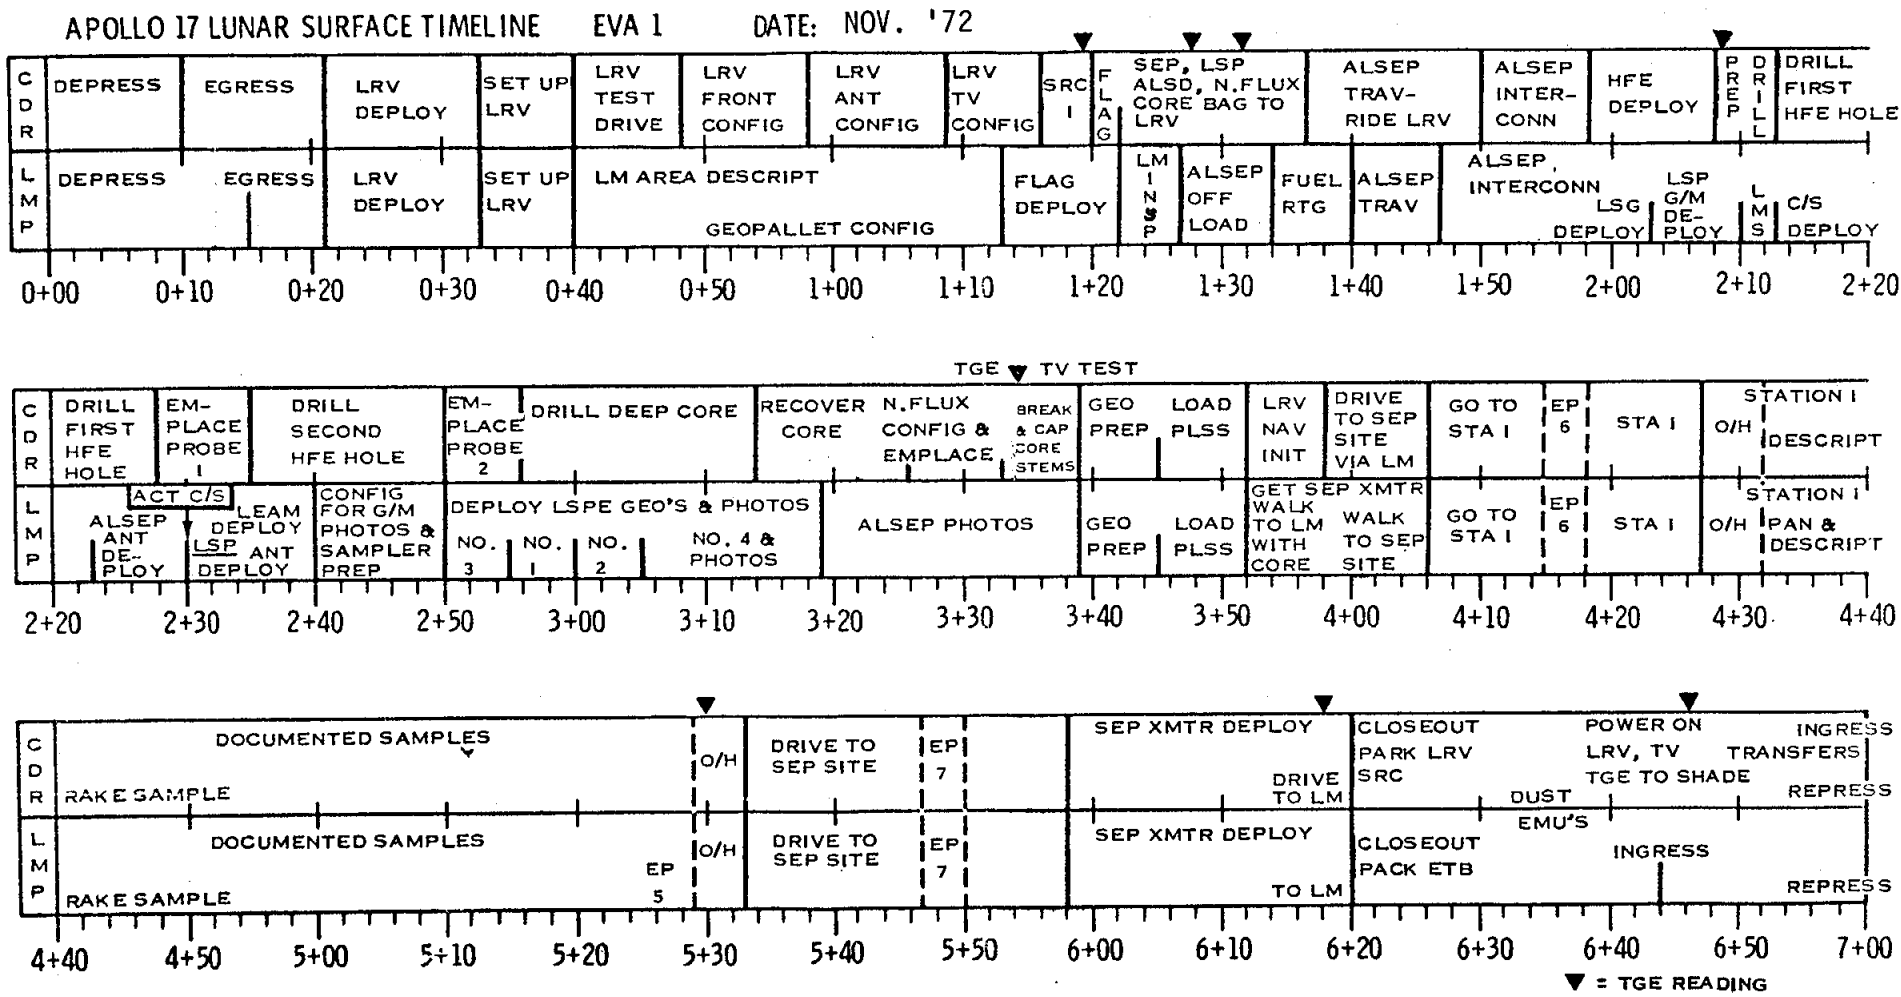 APOLLO 17 LUNAR SURFACE TIMELINE EVA 1 DATE: NOV. '72
CDR
DEPRESS
EGRESS
LRV
DEPLOY
SET UP
LRV
LRV
TEST
DRIVE
LRV
FRONT
CONFIG
LRV
ANT
CONFIG
LRV
TV
CONFIG
SRC
1
FLAG
SEP, LSP
ALSD, N.FLUX
CORE BAG TO
LRV
ALSEP
TRAV-
RIDE LRV
ALSEP
INTER-
CONN
HFE
DEPLOY
PREP
DRILL
DRILL
FIRST
HFE HOLE
LMP
DEPRESS
EGRESS
LRV
DEPLOY
SET UP
LRV
LM AREA DESCRIPT
GEOPALLET CONFIG
FLAG
DEPLOY
LM
INSP
ALSEP
OFF
LOAD
FUEL
RTG
ALSEP
TRAV
ALSEP,
INTERCONN
LSG
DEPLOY
LSP
G/M
DE-
PLOY
LMS
C/S
DEPLOY
0+00 0+10 0+20 0+30 0+40 0+50 1+00 1+10 1+20 1+30 1+40 1+50 2+00 2+10 2+20
TGE ▼ TV TEST
CDR
DRILL
FIRST
HFE
HOLE
EM-
PLACE
PROBE
1
DRILL
SECOND
HFE HOLE
EM-
PLACE
PROBE
2
DRILL DEEP CORE
RECOVER
CORE
N.FLUX
CONFIG &
EMPLACE
BREAK
& CAP
CORE
STEMS
GEO
PREP
LOAD
PLSS
LRV
NAV
INIT
DRIVE
TO SEP
SITE
VIA LM
GO TO
STA 1
EP
6
STA 1
O/H
STATION 1
DESCRIPT
LMP
ACT C/S
ALSEP
ANT
DE-
PLOY
LEAM
DEPLOY
LSP ANT
DEPLOY
CONFIG
FOR G/M
PHOTOS &
SAMPLER
PREP
DEPLOY LSPE GEO'S & PHOTOS
NO.
3
NO.
1
NO.
2
NO. 4 &
PHOTOS
ALSEP PHOTOS
GEO
PREP
LOAD
PLSS
GET SEP XMTR
WALK
TO LM
WITH
CORE
WALK
TO SEP
SITE
GO TO
STA 1
EP
6
STA 1
O/H
STATION 1
PAN &
DESCRIPT
2+20 2+30 2+40 2+50 3+00 3+10 3+20 3+30 3+40 3+50 4+00 4+10 4+20 4+30 4+40
CDR
DOCUMENTED SAMPLES
RAKE SAMPLE
O/H
DRIVE TO
SEP SITE
EP
7
SEP XMTR DEPLOY
DRIVE
TO LM
CLOSEOUT
PARK LRV
SRC
POWER ON
LRV, TV
TGE TO SHADE
INGRESS
TRANSFERS
REPRESS
DUST
EMU'S
LMP
DOCUMENTED SAMPLES
RAKE SAMPLE
EP
5
O/H
DRIVE TO
SEP SITE
EP
7
SEP XMTR DEPLOY
TO LM
CLOSEOUT
PACK ETB
INGRESS
REPRESS
4+40 4+50 5+00 5+10 5+20 5+30 5+40 5+50 6+00 6+10 6+20 6+30 6+40 6+50 7+00
▼ = TGE READING